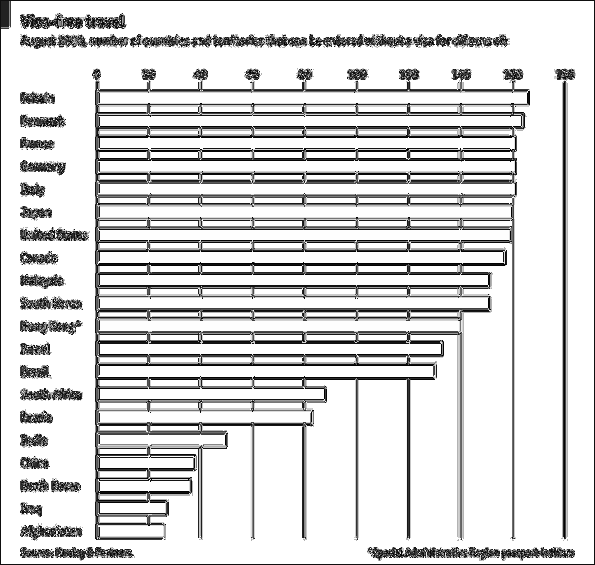 Visa-free travel
August 2010, number of countries and territories that can be entered without a visa for citizens of:
0 20 40 60 80 100 120 140 160 180
Britain
Denmark
France
Germany
Italy
Japan
United States
Canada
Malaysia
South Korea
Hong Kong*
Israel
Brazil
South Africa
Russia
India
China
North Korea
Iraq
Afghanistan
Source: Henley & Partners
*Special Administrative Region passport holders